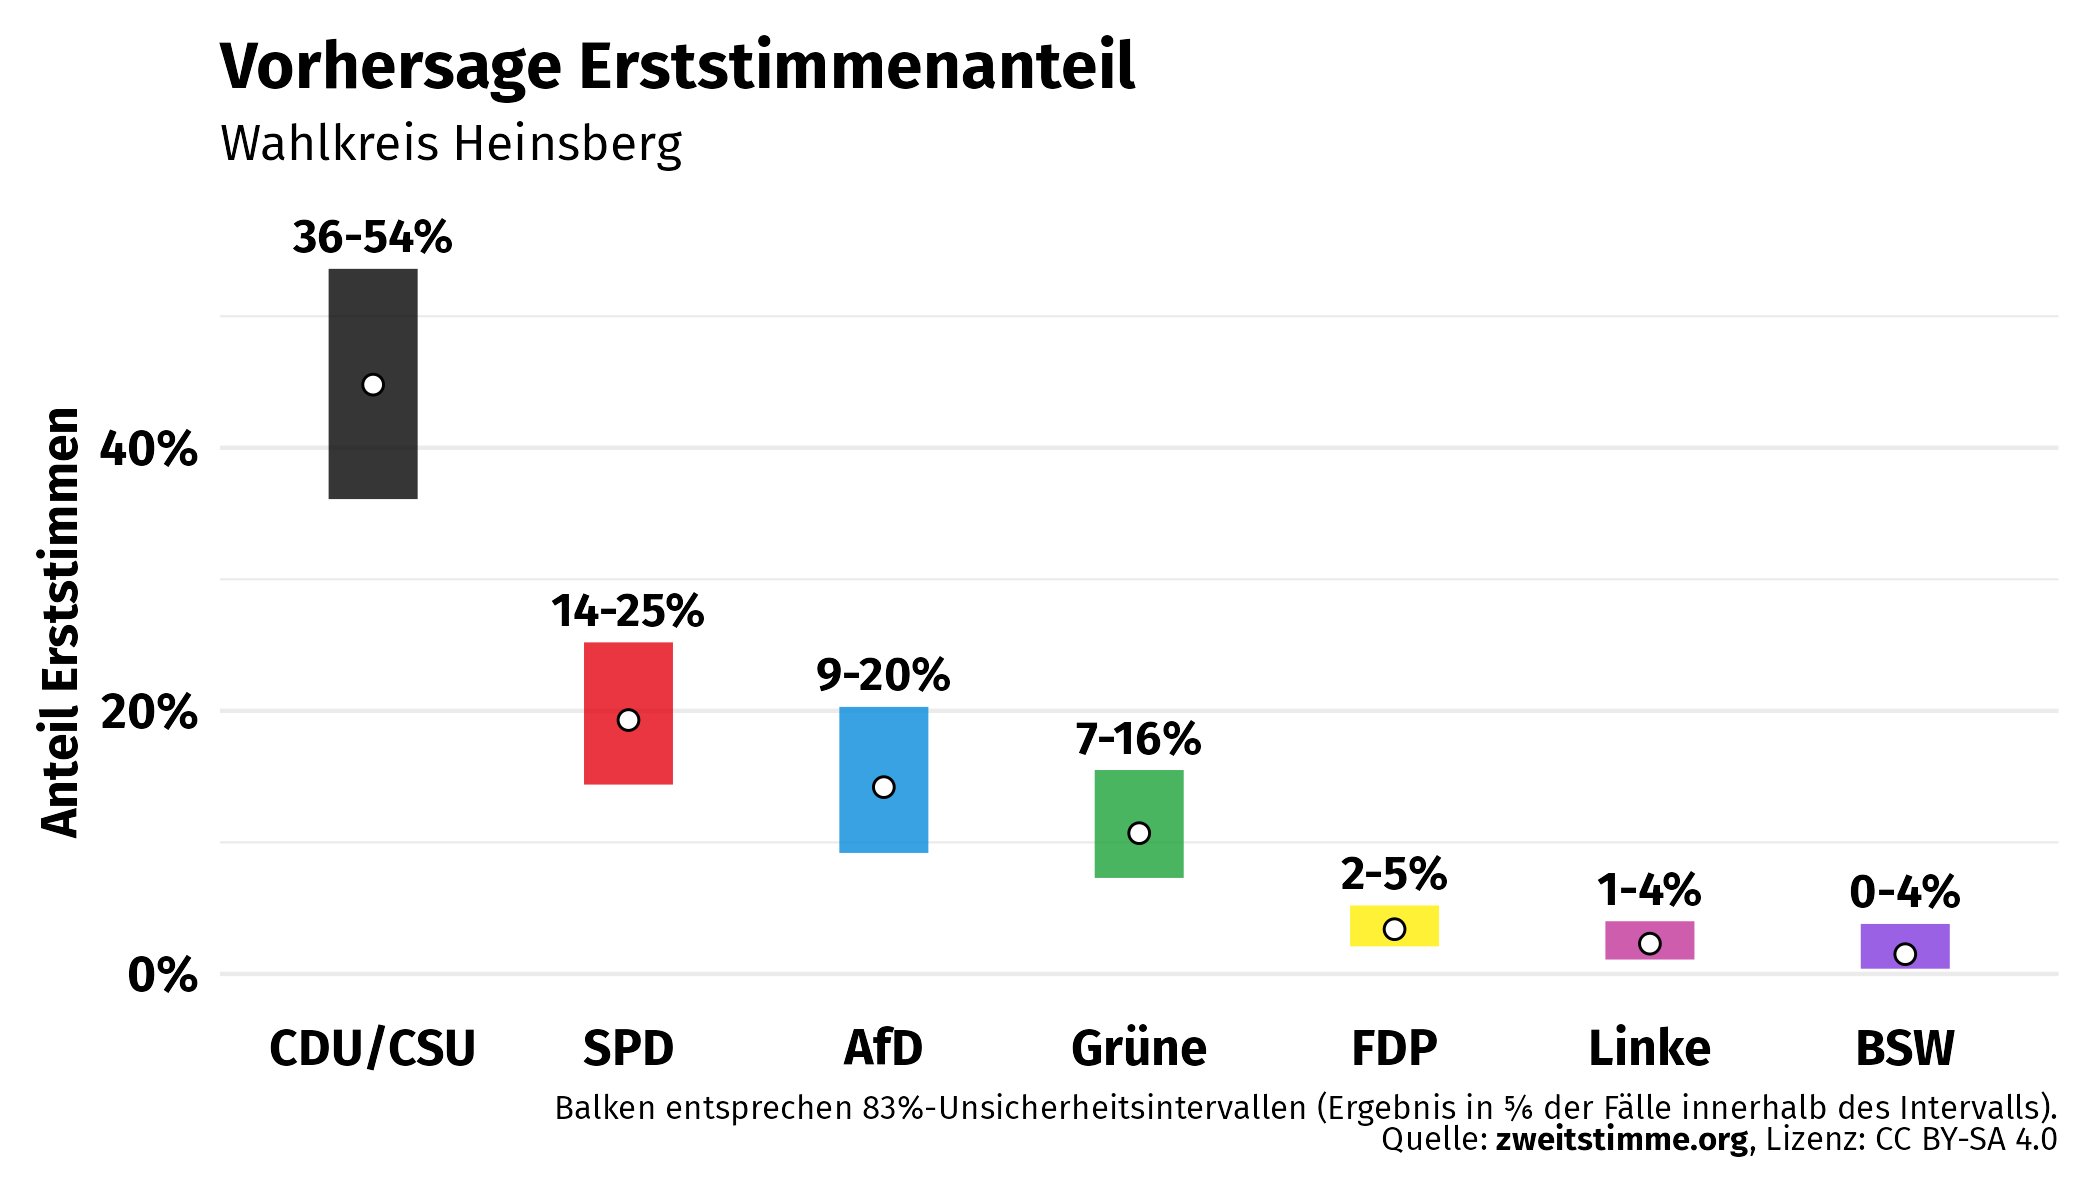 Vorhersage Erststimmenanteil
Wahlkreis Heinsberg
36-54%
14-25%
9-20%
7-16%
2-5%
1-4%
0-4%
Anteil Erststimmen
40%
20%
0%
CDU/CSU
SPD
AfD
Grüne
FDP
Linke
BSW
Balken entsprechen 83%-Unsicherheitsintervallen (Ergebnis in ⅚ der Fälle innerhalb des Intervalls).
Quelle: zweitstimme.org, Lizenz: CC BY-SA 4.0